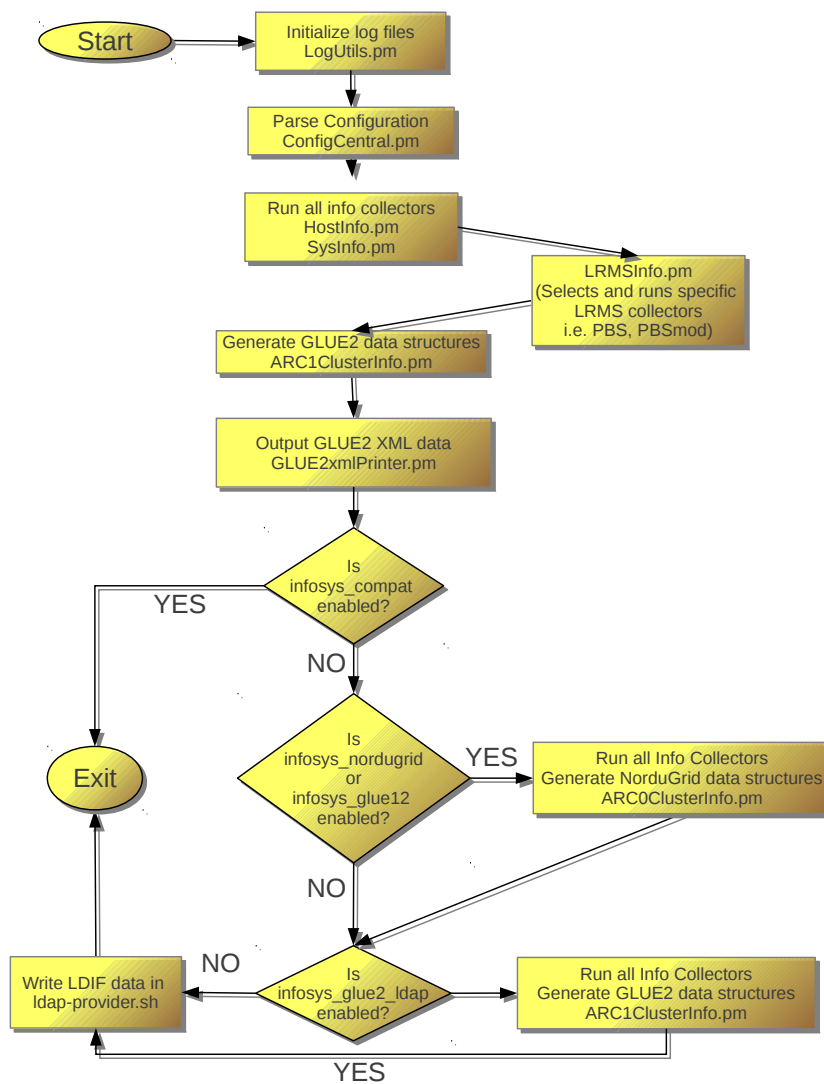 Start
Initialize log files
LogUtils.pm
Parse Configuration
ConfigCentral.pm
Run all info collectors
HostInfo.pm
SysInfo.pm
LRMSInfo.pm
(Selects and runs specific
LRMS collectors
i.e. PBS, PBSmod)
Generate GLUE2 data structures
ARC1ClusterInfo.pm
Output GLUE2 XML data
GLUE2xmlPrinter.pm
Is
infosys_compat
enabled?
YES
NO
Is
infosys_nordugrid
or
infosys_glue12
enabled?
YES
Run all Info Collectors
Generate NorduGrid data structures
ARC0ClusterInfo.pm
Exit
NO
Is
infosys_glue2_ldap
enabled?
NO
Write LDIF data in
ldap-provider.sh
Run all Info Collectors
Generate GLUE2 data structures
ARC1ClusterInfo.pm
YES